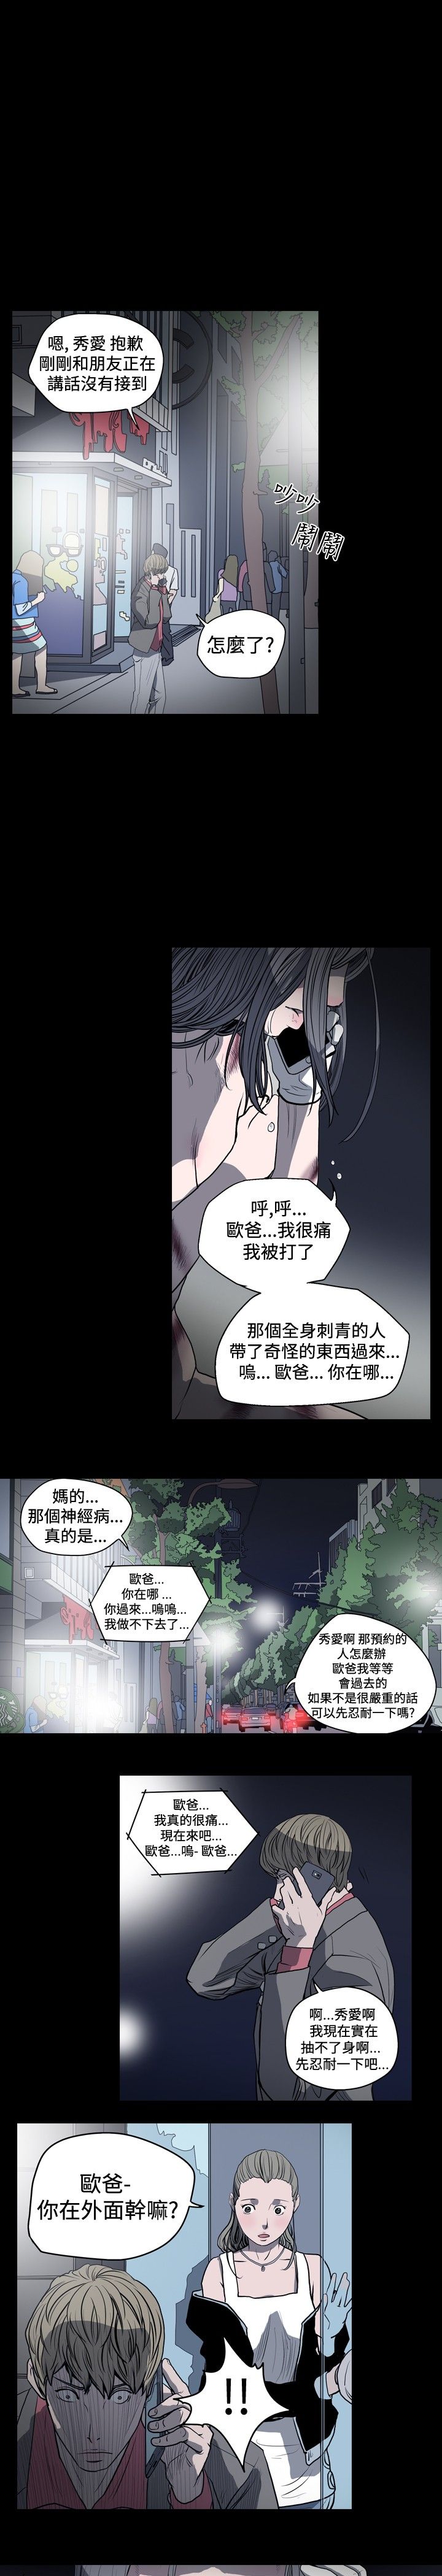 嗯, 秀愛 抱歉
剛剛和朋友正在
講話沒有接到
吵吵
鬧鬧
怎麼了?
呼,呼...
歐爸...我很痛
我被打了
那個全身刺青的人
帶了奇怪的東西過來...
嗚... 歐爸... 你在哪...
媽的...
那個神經病...
真的是...
歐爸...
你在哪 ...
你過來...嗚嗚...
我做不下去了...
秀愛啊 那預約的
人怎麼辦
歐爸我等等
會過去的
如果不是很嚴重的話
可以先忍耐一下嗎?
歐爸...
我真的很痛...
現在來吧...
歐爸...嗚- 歐爸...
啊...秀愛啊
我現在實在
抽不了身啊...
先忍耐一下吧...
歐爸-
你在外面幹嘛?
!!